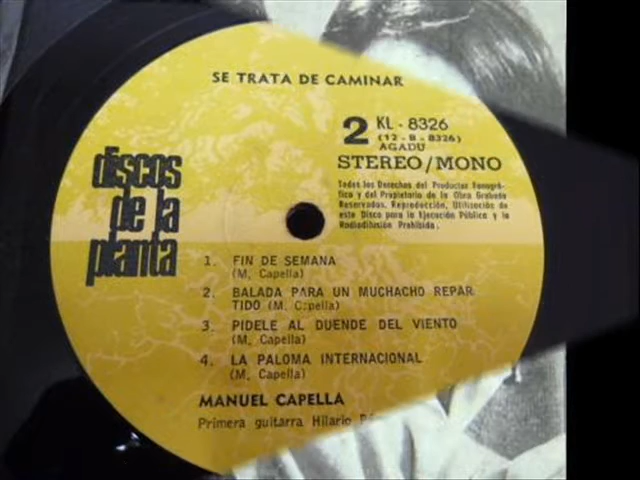 SE TRATA DE CAMINAR
discos
de la
planta
2 KL - 8326
(12 - 8 - 8326)
AGADU
STEREO/MONO
Todos los Derechos del Productor Fonográ-
fico y del Propietario de la Obra Grabada
Reservados. Reproducción, Utilización de
este Disco para la Ejecución Pública y la
Radiodifusión Prohibida.
1. FIN DE SEMANA
(M. Capella)
2. BALADA PARA UN MUCHACHO REPAR
TIDO (M. Capella)
3. PIDELE AL DUENDE DEL VIENTO
(M. Capella)
4. LA PALOMA INTERNACIONAL
(M. Capella)
MANUEL CAPELLA
Primera guitarra Hilario